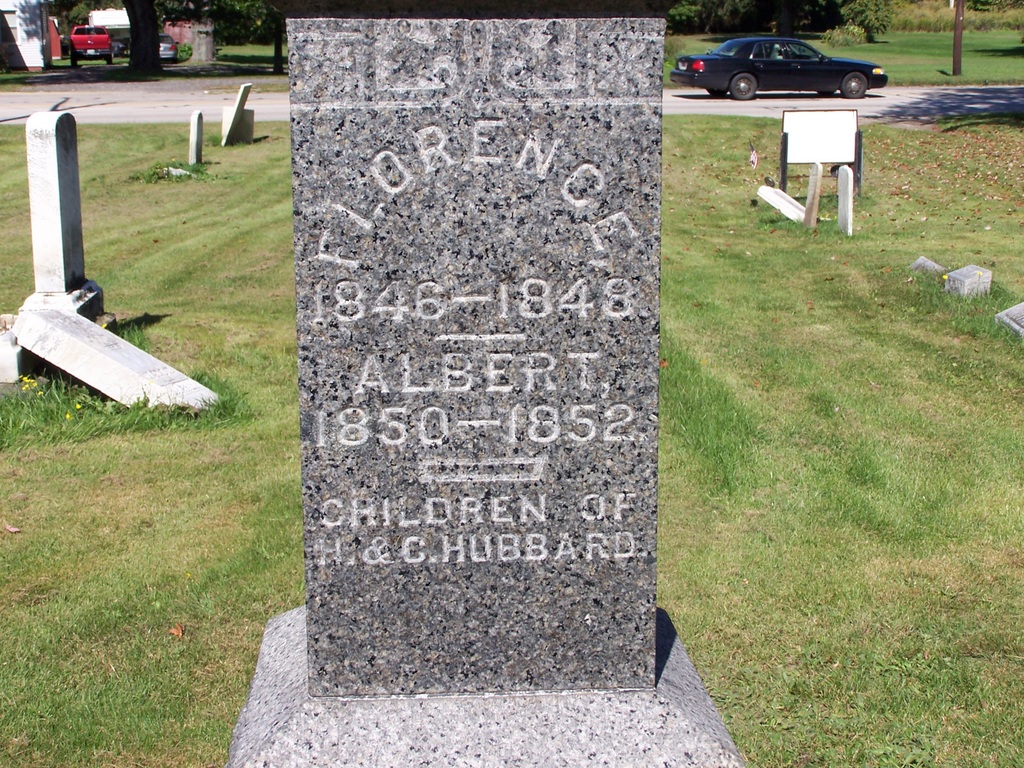 FLORENCE
1846—1848.
ALBERT,
1850—1852.
CHILDREN OF
H. & C. HUBBARD.